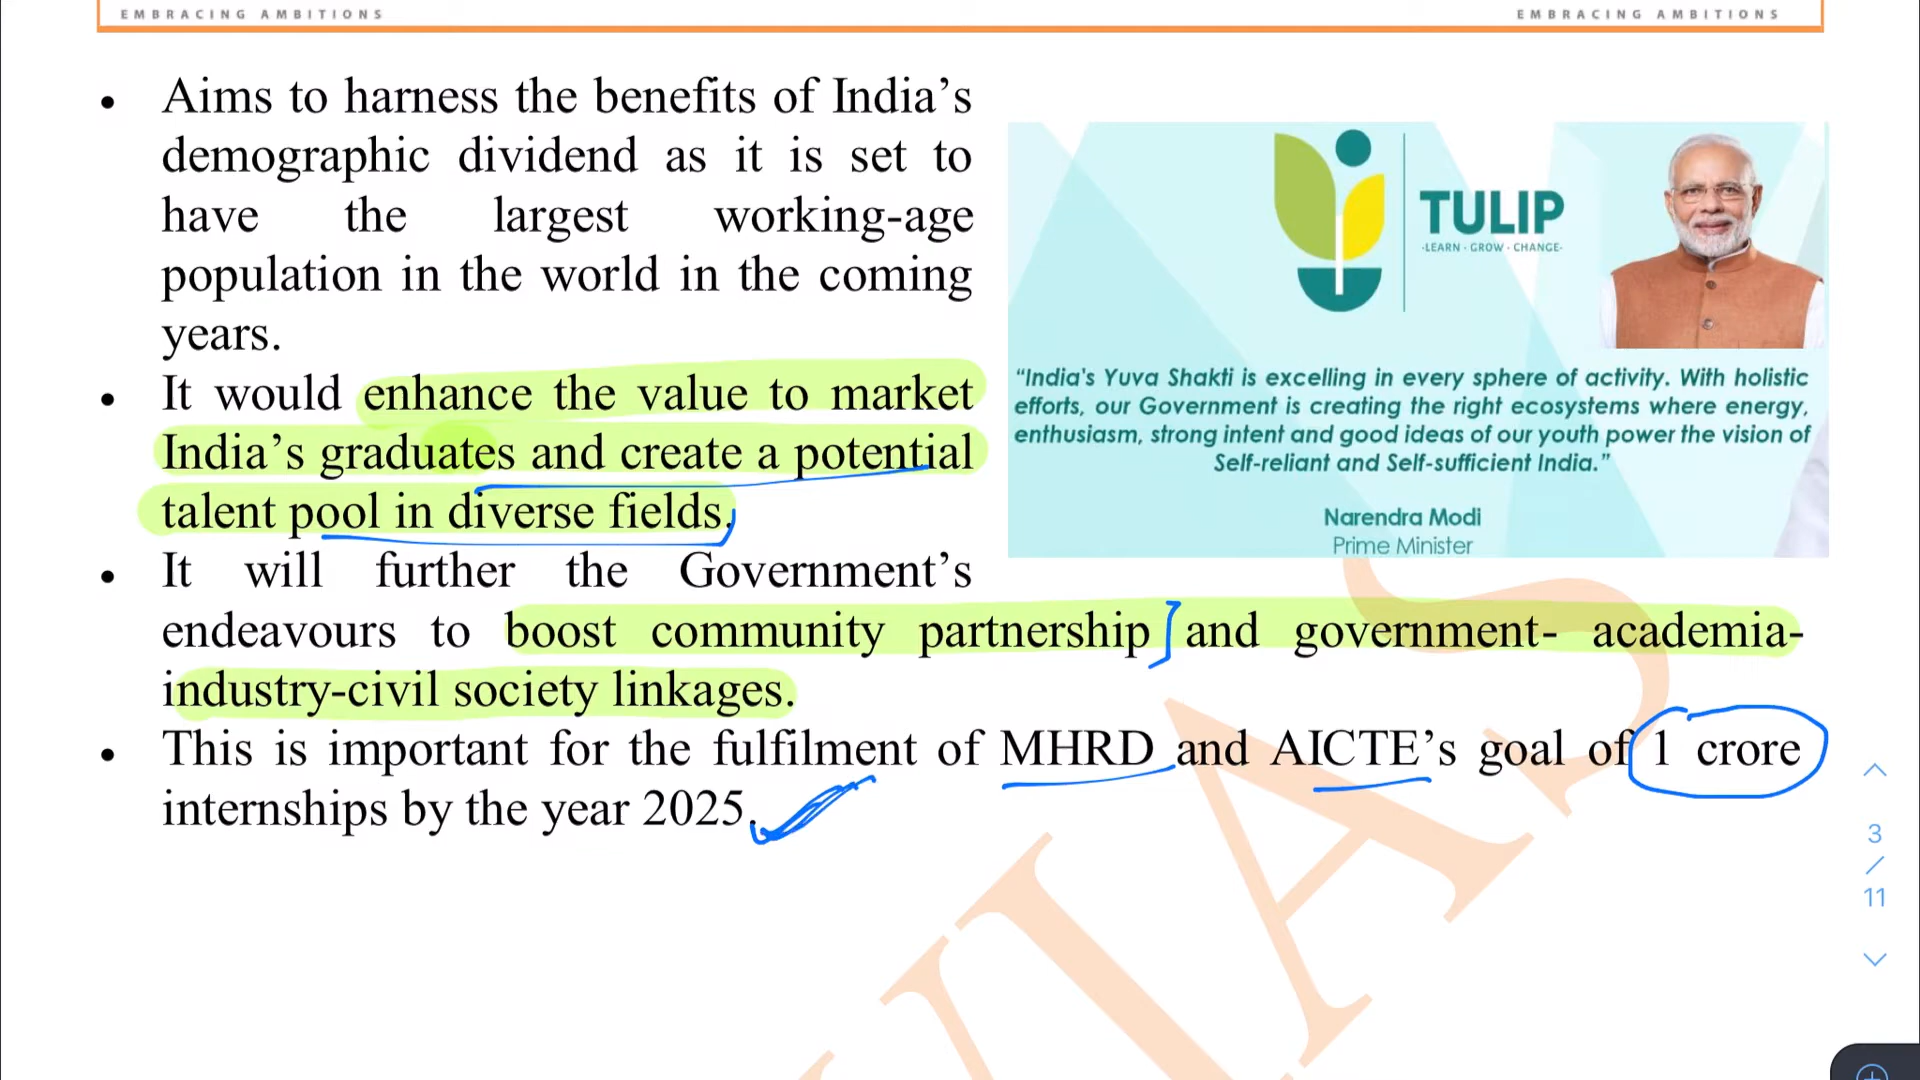 EMBRACING AMBITIONS
EMBRACING AMBITIONS
• Aims to harness the benefits of India’s
demographic dividend as it is set to
have the largest working-age
population in the world in the coming
years.
• It would enhance the value to market
India’s graduates and create a potential
talent pool in diverse fields.
• It will further the Government’s
endeavours to boost community partnership and government- academia-
industry-civil society linkages.
• This is important for the fulfilment of MHRD and AICTE’s goal of 1 crore
internships by the year 2025.
TULIP
·LEARN · GROW · CHANGE·
“India's Yuva Shakti is excelling in every sphere of activity. With holistic
efforts, our Government is creating the right ecosystems where energy,
enthusiasm, strong intent and good ideas of our youth power the vision of
Self-reliant and Self-sufficient India.”
Narendra Modi
Prime Minister
3
/
11